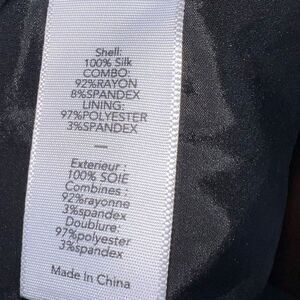 Shell:
100% Silk
COMBO:
92%RAYON
8%SPANDEX
LINING:
97%POLYESTER
3%SPANDEX
—
Exterieur :
100% SOIE
Combines :
92%rayonne
3%spandex
Doublure:
97%polyester
3%spandex
Made In China